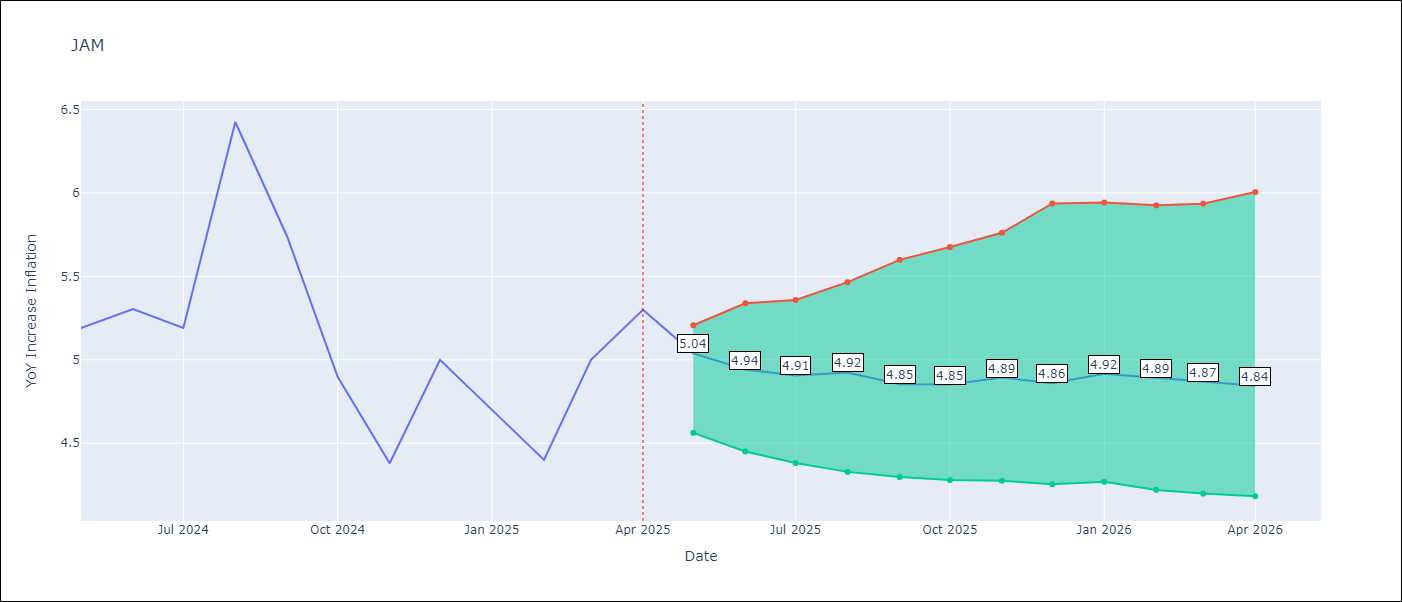 JAM
YoY Increase Inflation
6.5
6
5.5
5
4.5
5.04
4.94
4.91
4.92
4.85
4.85
4.89
4.86
4.92
4.89
4.87
4.84
Jul 2024
Oct 2024
Jan 2025
Apr 2025
Jul 2025
Oct 2025
Jan 2026
Apr 2026
Date